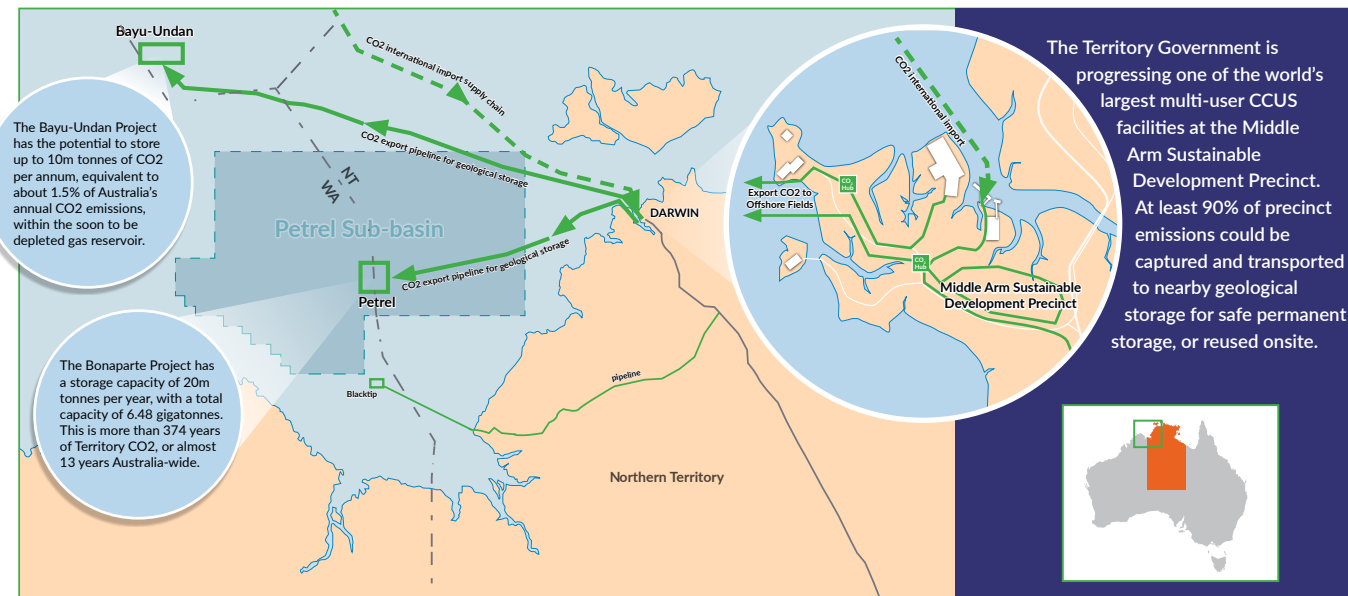 Bayu-Undan
The Bayu-Undan Project
has the potential to store
up to 10m tonnes of CO2
per annum, equivalent to
about 1.5% of Australia's
annual CO2 emissions,
within the soon to be
depleted gas reservoir.
CO2 international import supply chain
CO2 export pipeline for geological storage
NT
WA
Petrel Sub-basin
DARWIN
CO2 export pipeline for geological storage
Petrel
The Bonaparte Project has
a storage capacity of 20m
tonnes per year, with a total
capacity of 6.48 gigatonnes.
This is more than 374 years
of Territory CO2, or almost
13 years Australia-wide.
Blacktip
pipeline
Northern Territory
CO2 international import
CO2
Hub
Export CO2 to
Offshore Fields
CO2
Hub
Middle Arm Sustainable
Development Precinct
The Territory Government is
progressing one of the world's
largest multi-user CCUS
facilities at the Middle
Arm Sustainable
Development Precinct.
At least 90% of precinct
emissions could be
captured and transported
to nearby geological
storage for safe permanent
storage, or reused onsite.